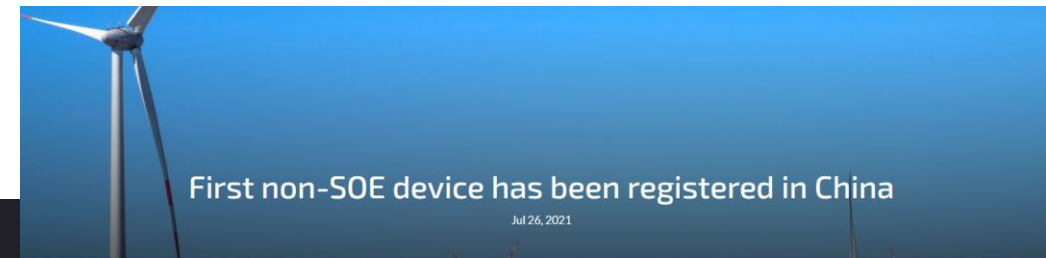 First non-SOE device has been registered in China
Jul 26, 2021